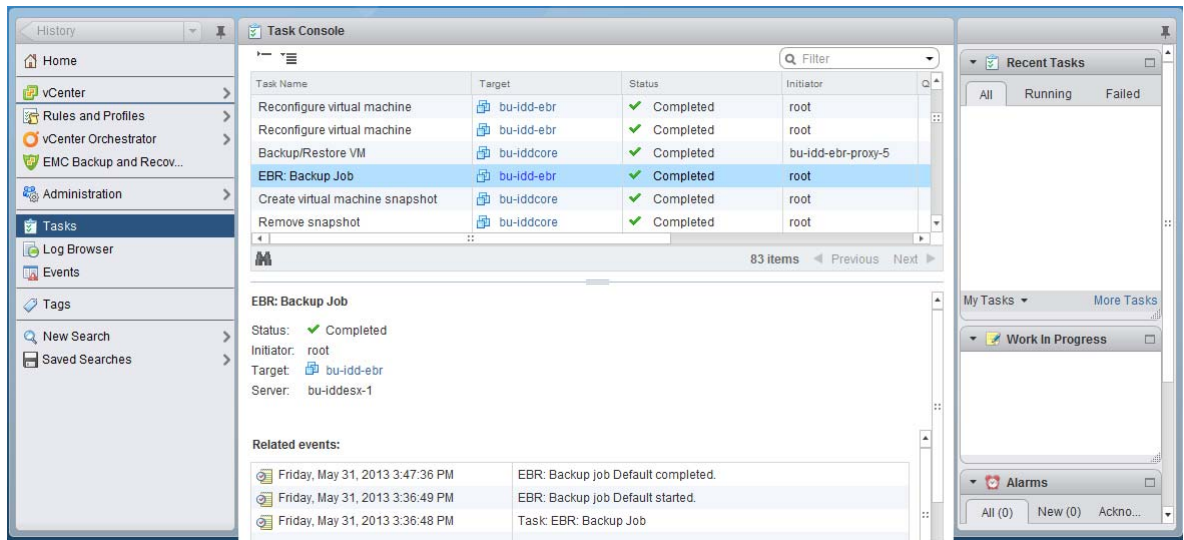 History
Home
vCenter
Rules and Profiles
vCenter Orchestrator
EMC Backup and Recov...
Administration
Tasks
Log Browser
Events
Tags
New Search
Saved Searches
Task Console
Filter
Task Name Target Status Initiator Q
Reconfigure virtual machine bu-idd-ebr Completed root
Reconfigure virtual machine bu-idd-ebr Completed root
Backup/Restore VM bu-iddcore Completed bu-idd-ebr-proxy-5
EBR: Backup Job bu-idd-ebr Completed root
Create virtual machine snapshot bu-iddcore Completed root
Remove snapshot bu-iddcore Completed root
83 items Previous Next
EBR: Backup Job
Status: Completed
Initiator: root
Target: bu-idd-ebr
Server: bu-iddesx-1
Related events:
Friday, May 31, 2013 3:47:36 PM EBR: Backup job Default completed.
Friday, May 31, 2013 3:36:49 PM EBR: Backup job Default started.
Friday, May 31, 2013 3:36:48 PM Task: EBR: Backup Job
Recent Tasks
All Running Failed
My Tasks More Tasks
Work In Progress
Alarms
All (0) New (0) Ackno...